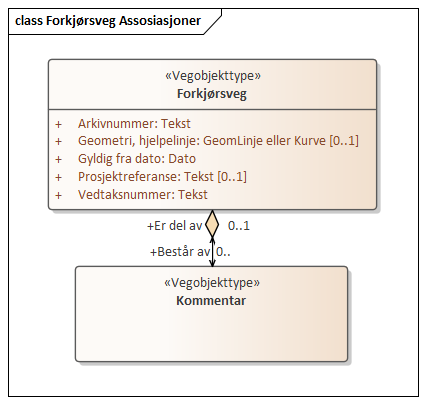 class Forkjørsveg Assosiasjoner
«Vegobjekttype»
Forkjørsveg
+ Arkivnummer: Tekst
+ Geometri, hjelpelinje: GeomLinje eller Kurve [0..1]
+ Gyldig fra dato: Dato
+ Prosjektreferanse: Tekst [0..1]
+ Vedtaksnummer: Tekst
+Er del av 0..1
+Består av 0..
«Vegobjekttype»
Kommentar